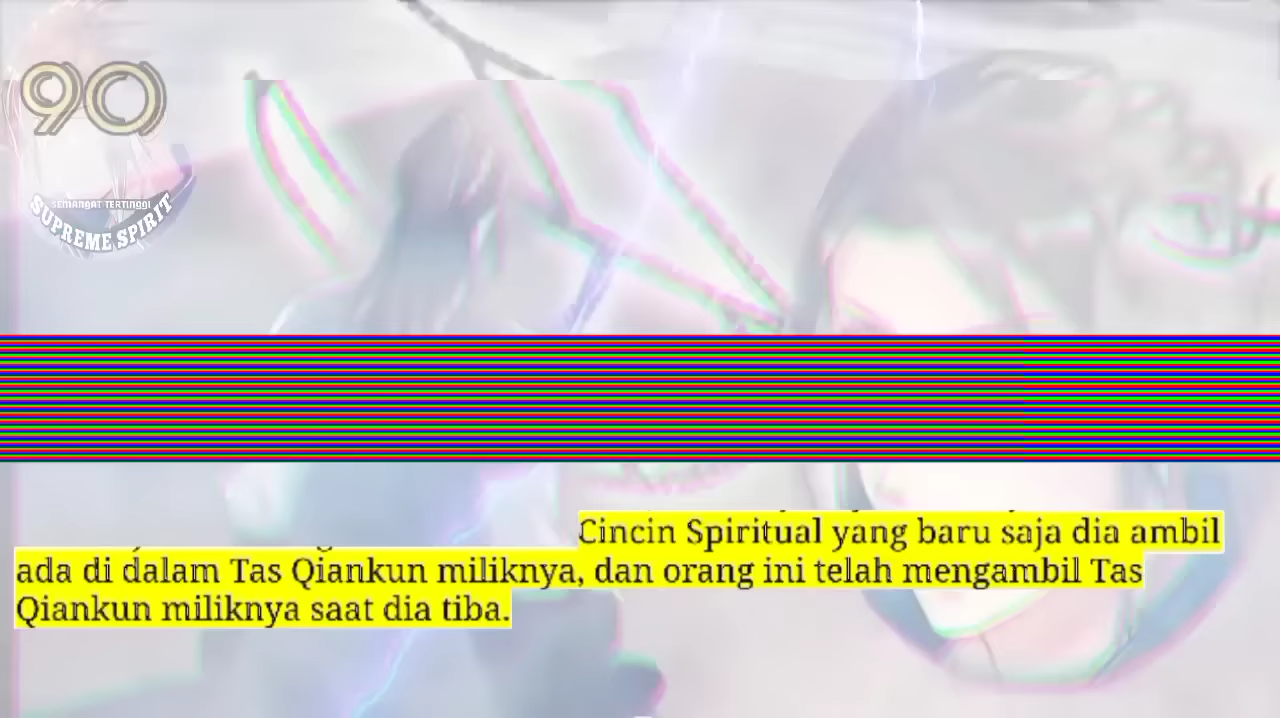 90
SEMANGAT TERTINGGI
SUPREME SPIRIT
Cincin Spiritual yang baru saja dia ambil
ada di dalam Tas Qiankun miliknya, dan orang ini telah mengambil Tas
Qiankun miliknya saat dia tiba.